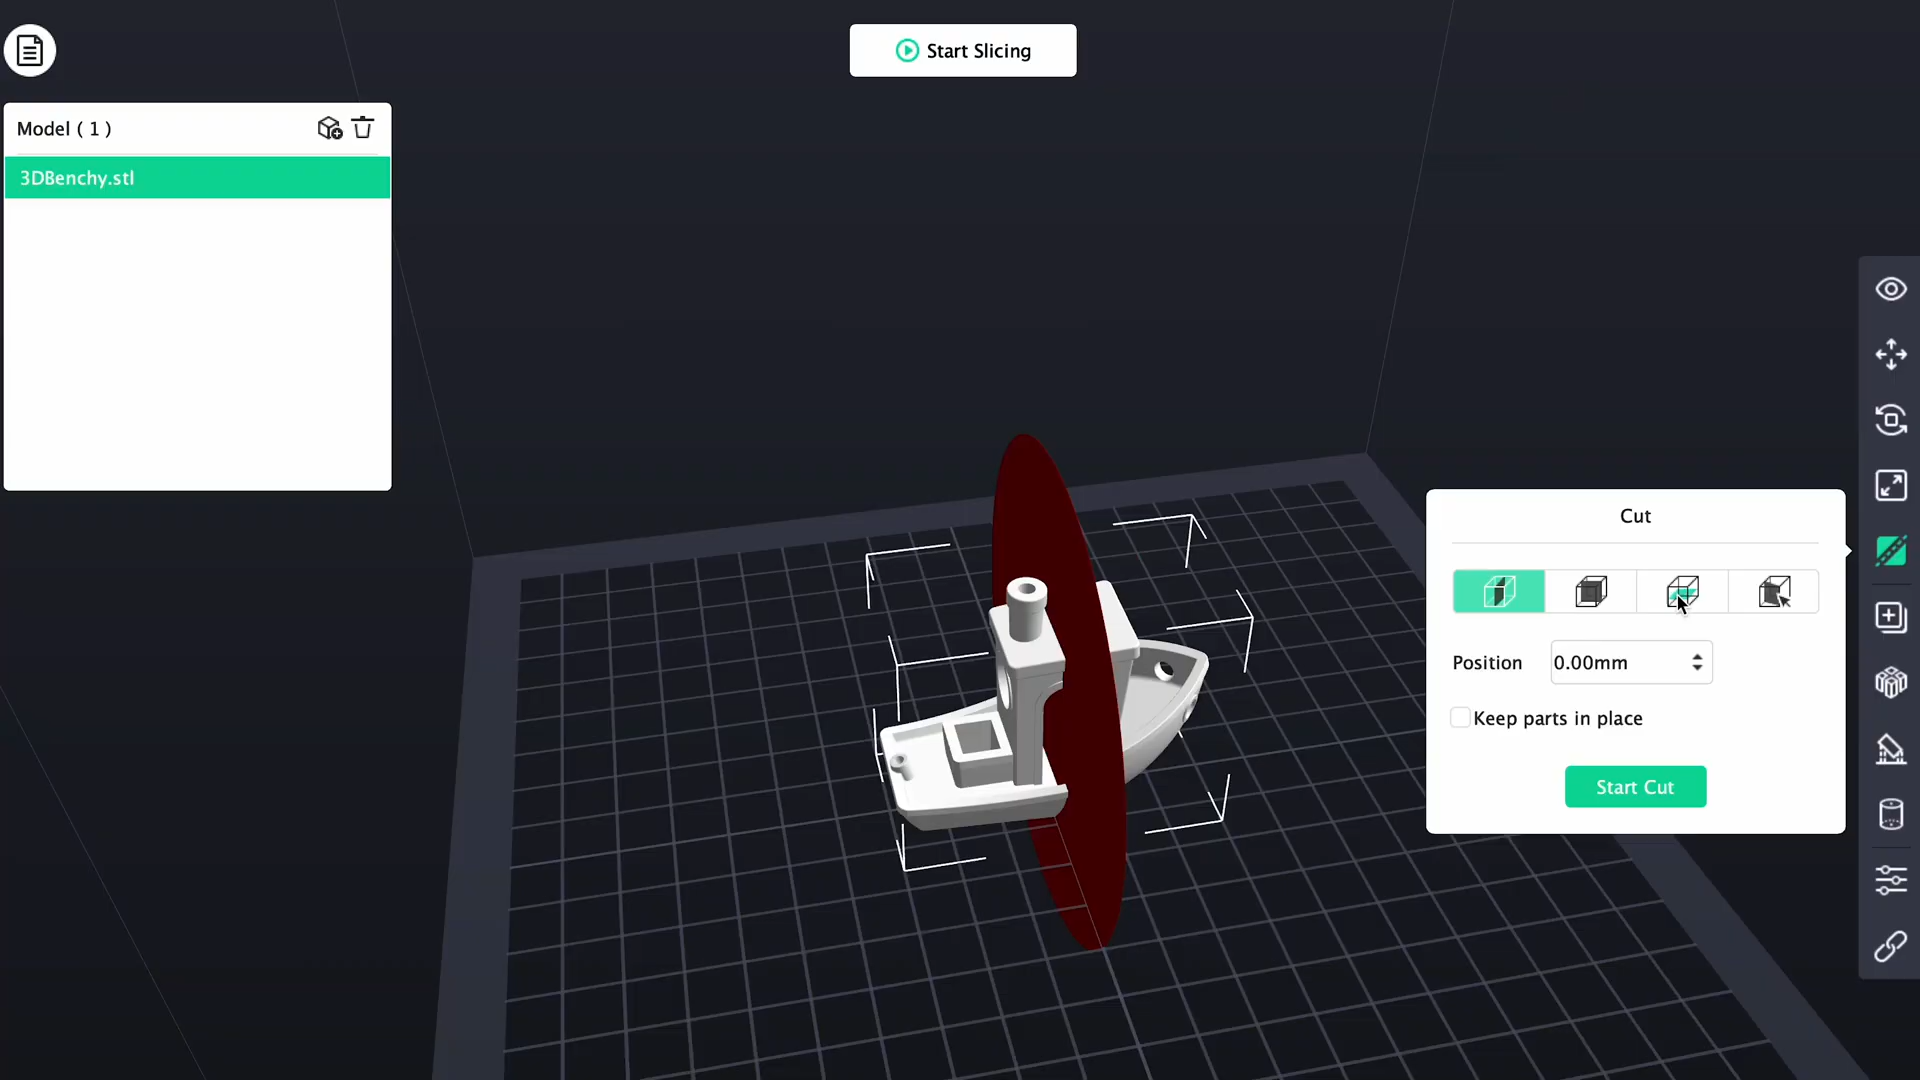 Start Slicing
Model ( 1 )
3DBenchy.stl
Cut
Position 0.00mm
Keep parts in place
Start Cut